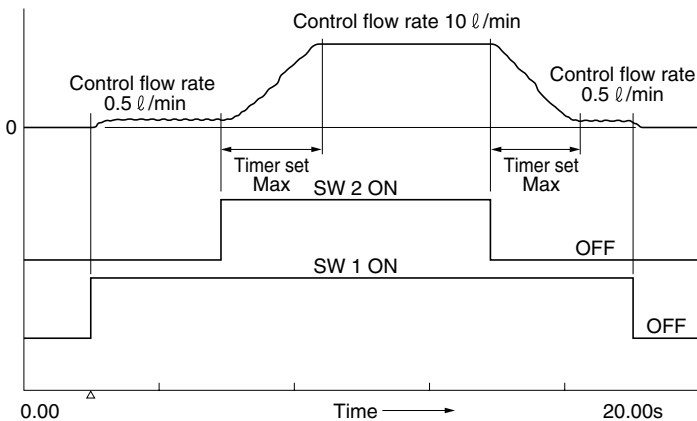 Control flow rate 10 ℓ/min
Control flow rate
0.5 ℓ/min
Control flow rate
0.5 ℓ/min
0
Timer set
Max
Timer set
Max
SW 2 ON
OFF
SW 1 ON
OFF
0.00
Time
20.00s